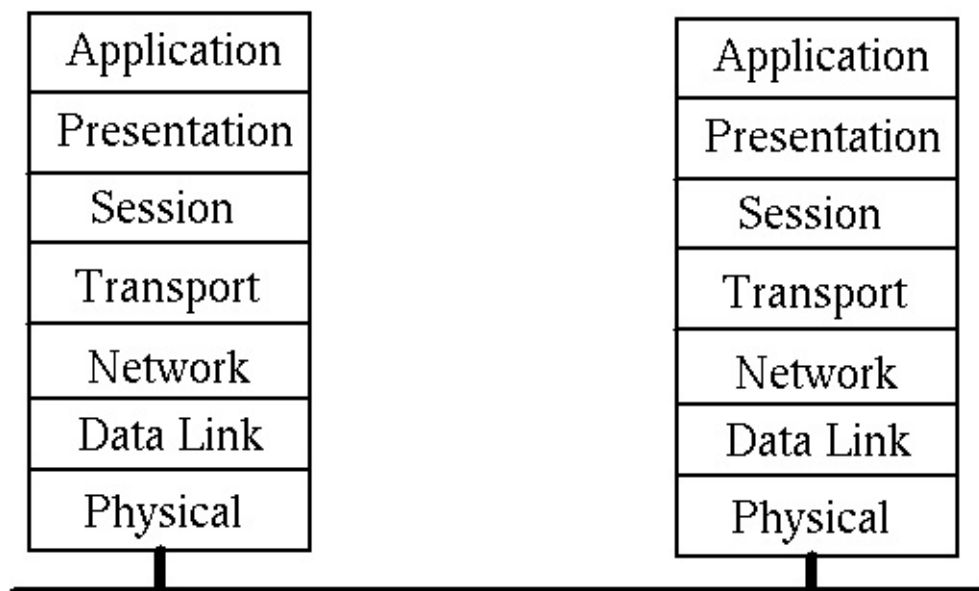 Application
Presentation
Session
Transport
Network
Data Link
Physical
Application
Presentation
Session
Transport
Network
Data Link
Physical